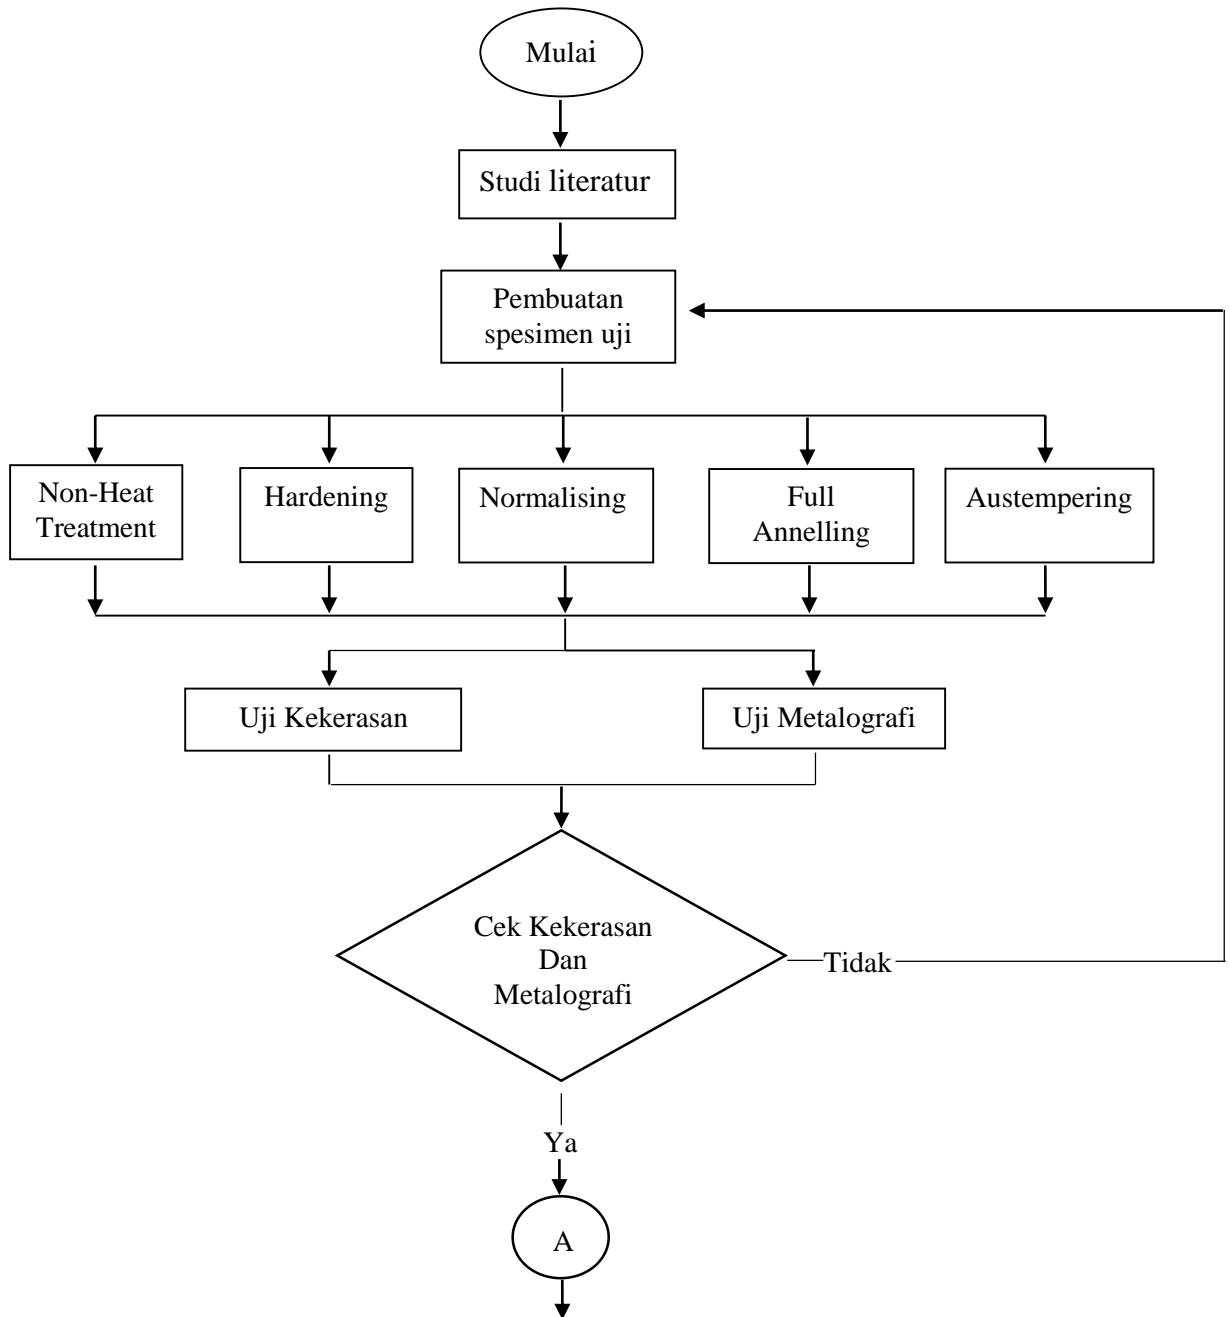 Mulai
Studi literatur
Pembuatan
spesimen uji
Non-Heat
Treatment
Hardening
Normalising
Full
Annelling
Austempering
Uji Kekerasan
Uji Metalografi
Cek Kekerasan
Dan
Metalografi
Tidak
Ya
A